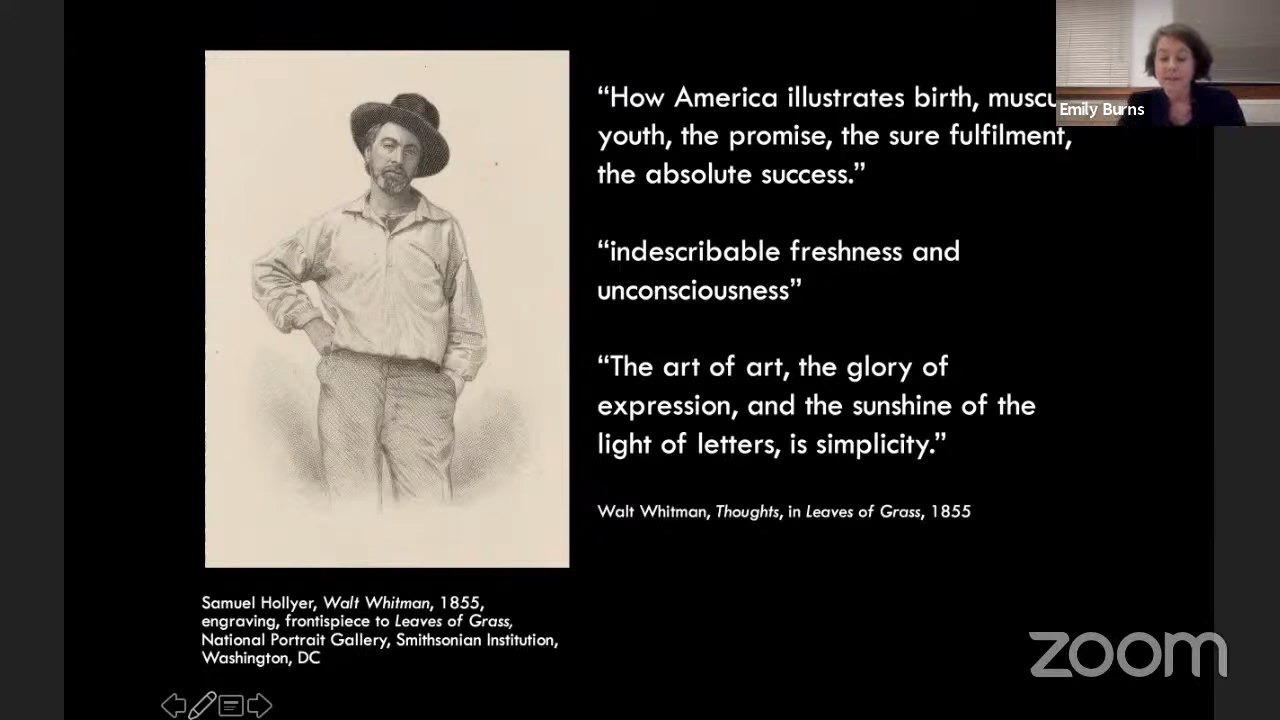 “How America illustrates birth, muscu
youth, the promise, the sure fulfilment,
the absolute success.”
“indescribable freshness and
unconsciousness”
“The art of art, the glory of
expression, and the sunshine of the
light of letters, is simplicity.”
Walt Whitman, Thoughts, in Leaves of Grass, 1855
Samuel Hollyer, Walt Whitman, 1855,
engraving, frontispiece to Leaves of Grass,
National Portrait Gallery, Smithsonian Institution,
Washington, DC
Emily Burns
zoom